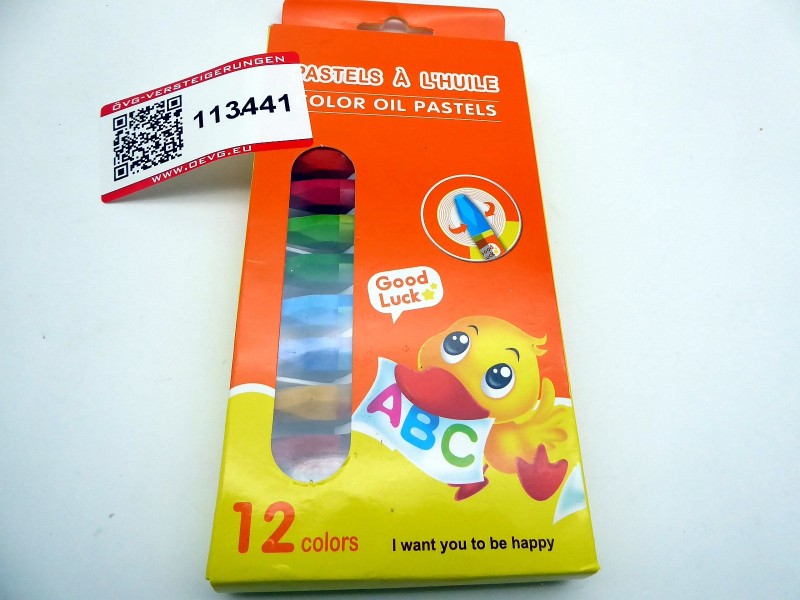 ÖVG-VERSTEIGERUNGEN
113441
WWW.OEVG.EU
PASTELS À L'HUILE
COLOR OIL PASTELS
Good
Luck
ABC
12 colors
I want you to be happy